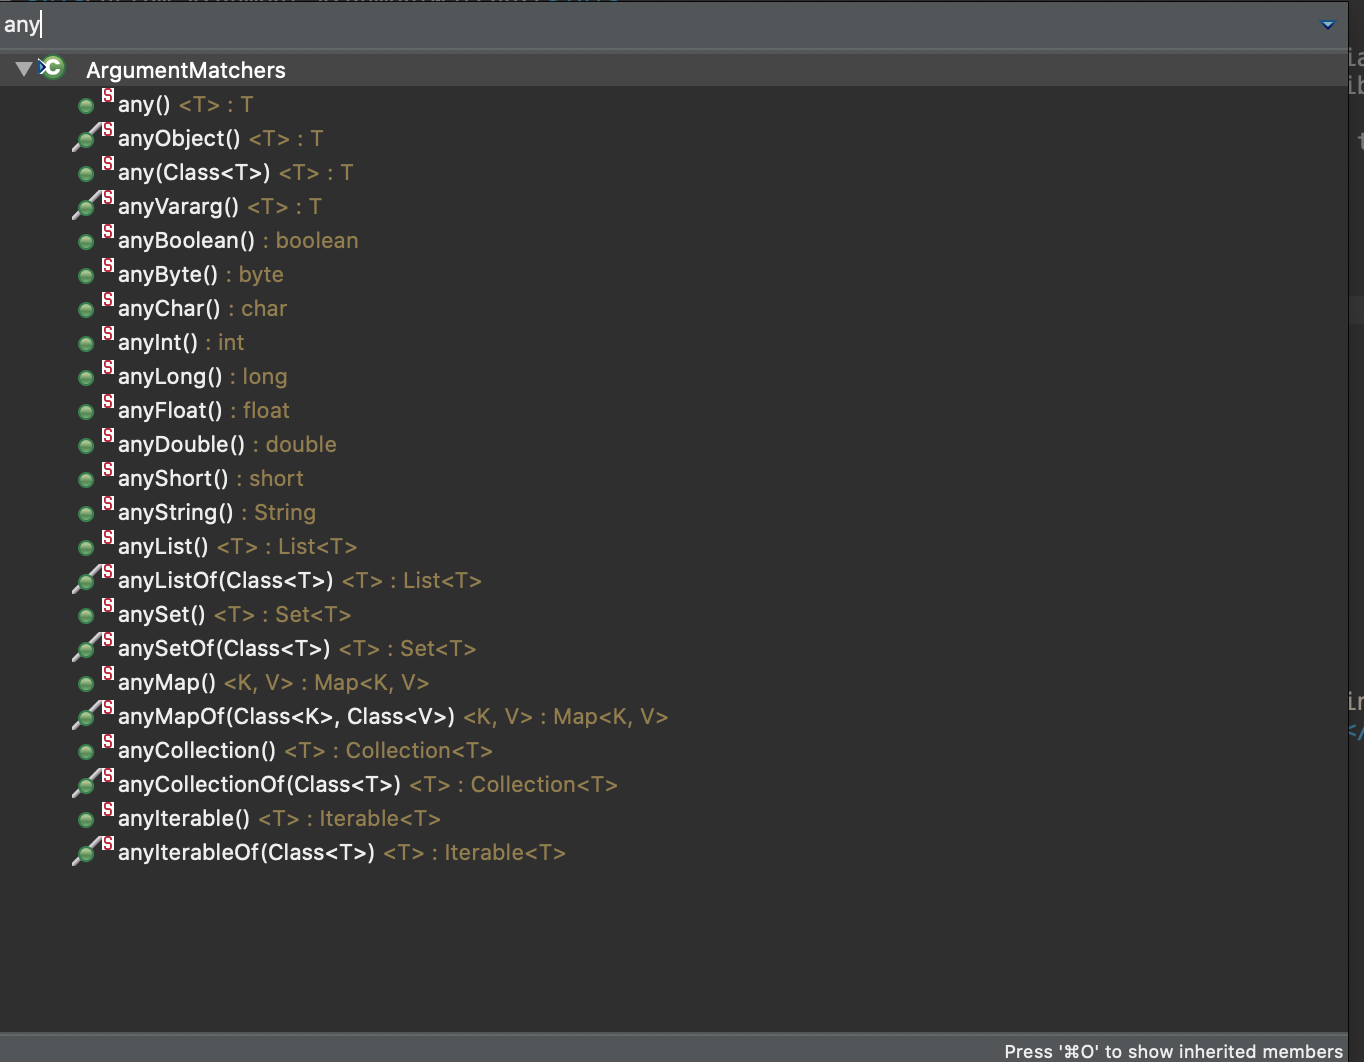 any
ArgumentMatchers
any() <T> : T
anyObject() <T> : T
any(Class<T>) <T> : T
anyVararg() <T> : T
anyBoolean() : boolean
anyByte() : byte
anyChar() : char
anyInt() : int
anyLong() : long
anyFloat() : float
anyDouble() : double
anyShort() : short
anyString() : String
anyList() <T> : List<T>
anyListOf(Class<T>) <T> : List<T>
anySet() <T> : Set<T>
anySetOf(Class<T>) <T> : Set<T>
anyMap() <K, V> : Map<K, V>
anyMapOf(Class<K>, Class<V>) <K, V> : Map<K, V>
anyCollection() <T> : Collection<T>
anyCollectionOf(Class<T>) <T> : Collection<T>
anyIterable() <T> : Iterable<T>
anyIterableOf(Class<T>) <T> : Iterable<T>
Press '⌘O' to show inherited members